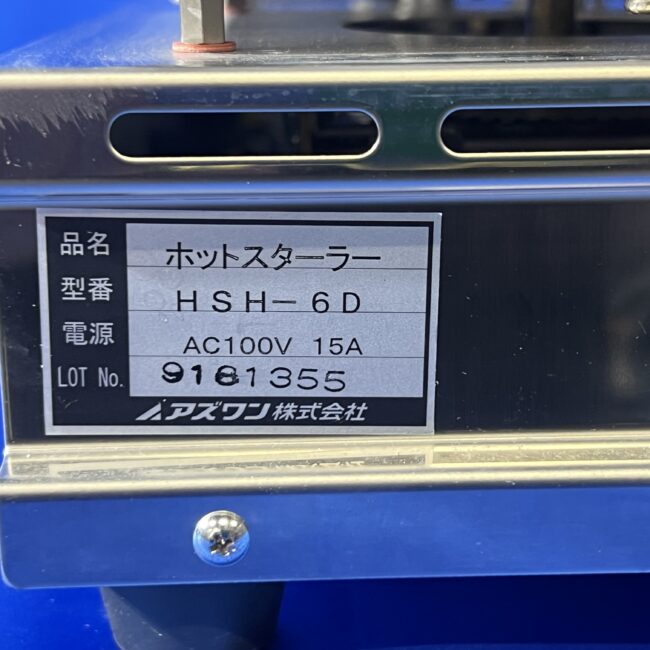 品名 ホットスターラー
型番 HSH-6D
電源 AC100V 15A
LOT No. 9181355
アズワン株式会社